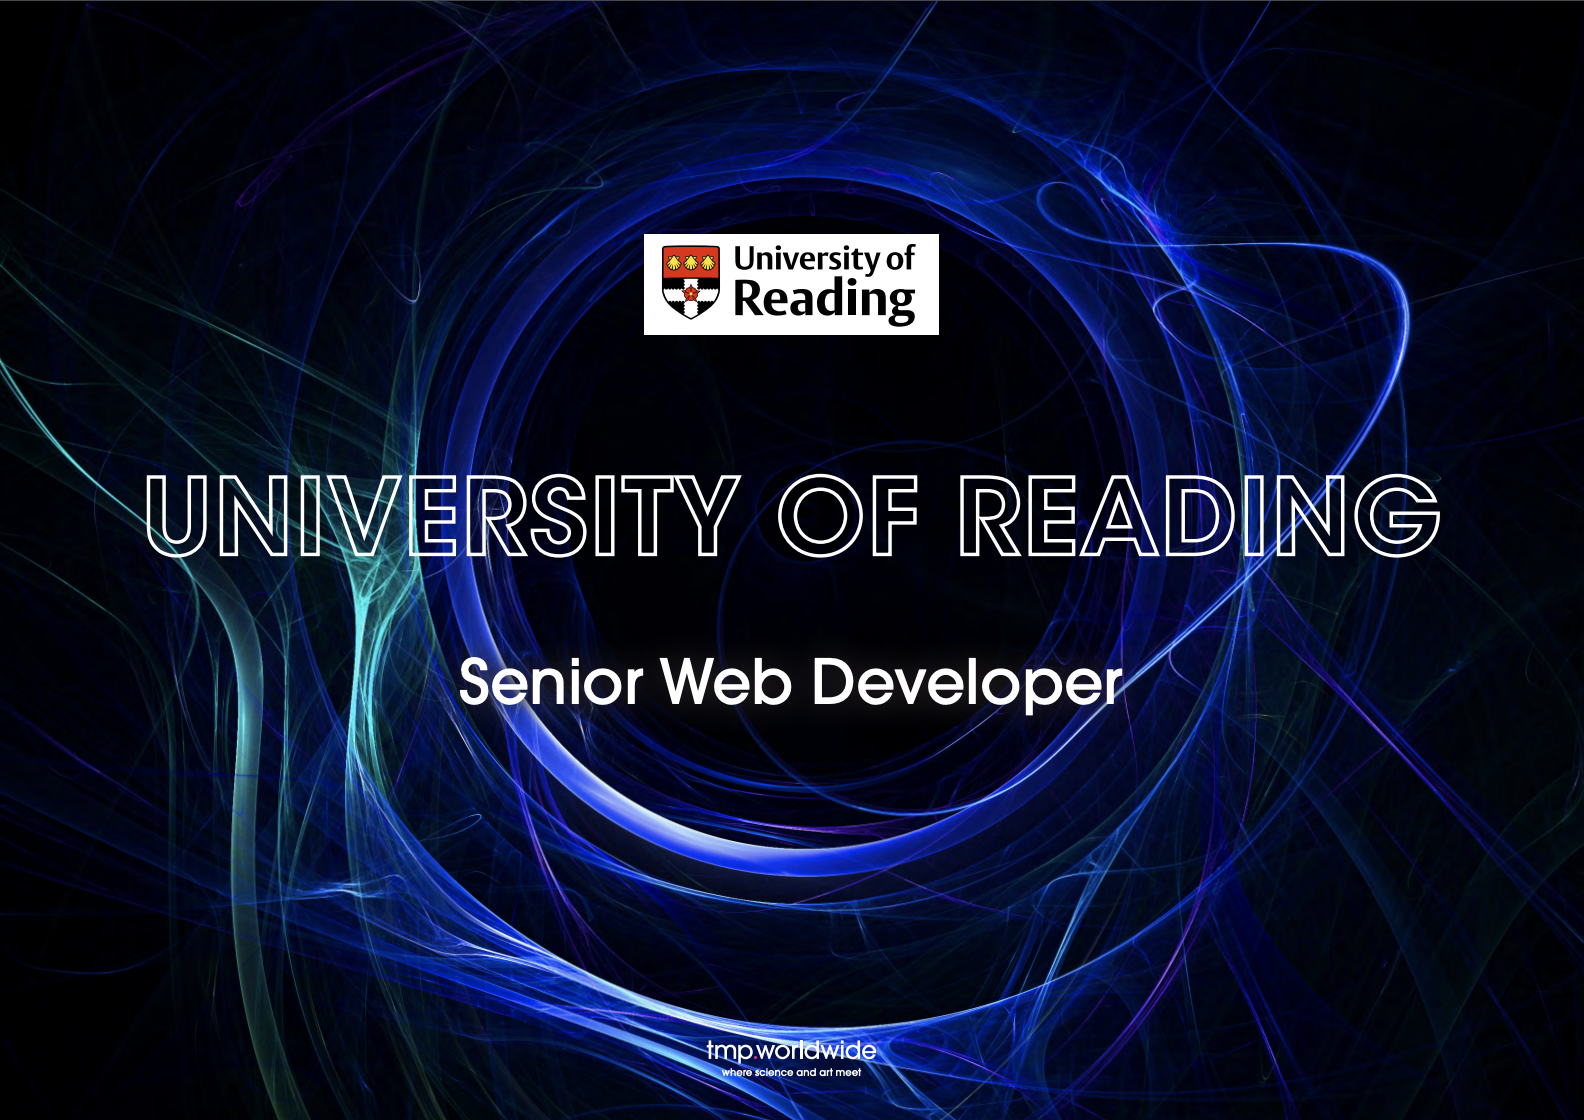 University of
Reading
UNIVERSITY OF READING
Senior Web Developer
tmp.worldwide
where science and art meet